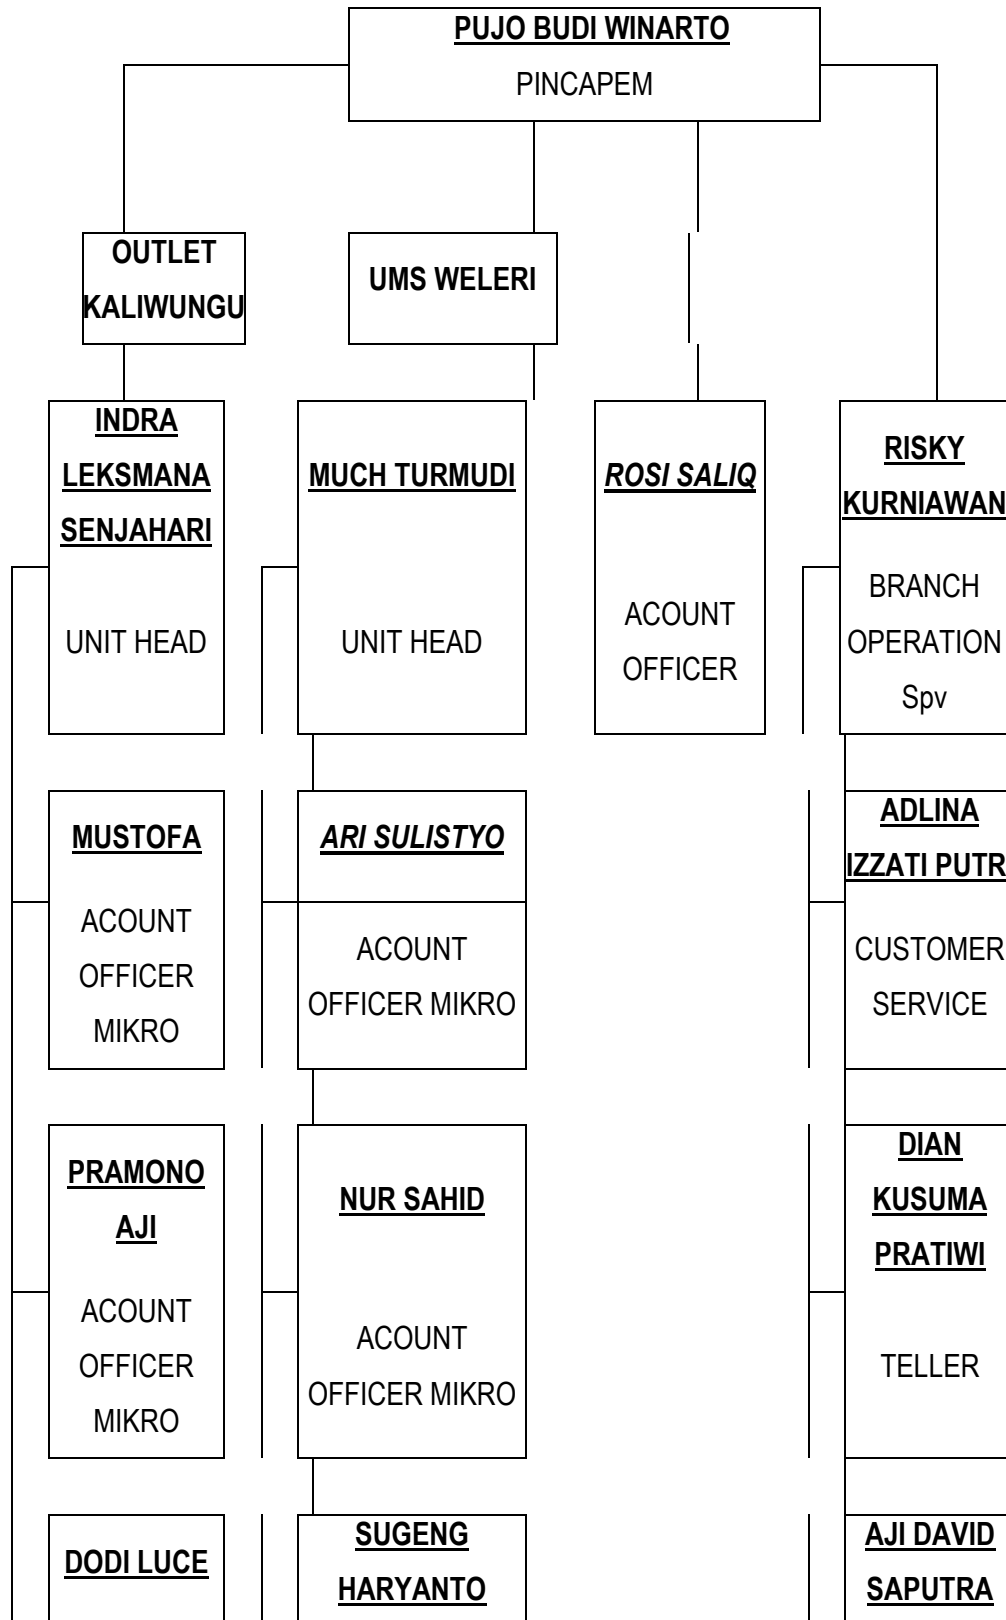 PUJO BUDI WINARTO
PINCAPEM
OUTLET
KALIWUNGU
UMS WELERI
INDRA
LEKSMANA
SENJAHARI
UNIT HEAD
MUCH TURMUDI
UNIT HEAD
ROSI SALIQ
ACOUNT
OFFICER
RISKY
KURNIAWAN
BRANCH
OPERATION
Spv
MUSTOFA
ACOUNT
OFFICER
MIKRO
ARI SULISTYO
ACOUNT
OFFICER MIKRO
ADLINA
IZZATI PUTR
CUSTOMER
SERVICE
PRAMONO
AJI
ACOUNT
OFFICER
MIKRO
NUR SAHID
ACOUNT
OFFICER MIKRO
DIAN
KUSUMA
PRATIWI
TELLER
DODI LUCE
SUGENG
HARYANTO
AJI DAVID
SAPUTRA